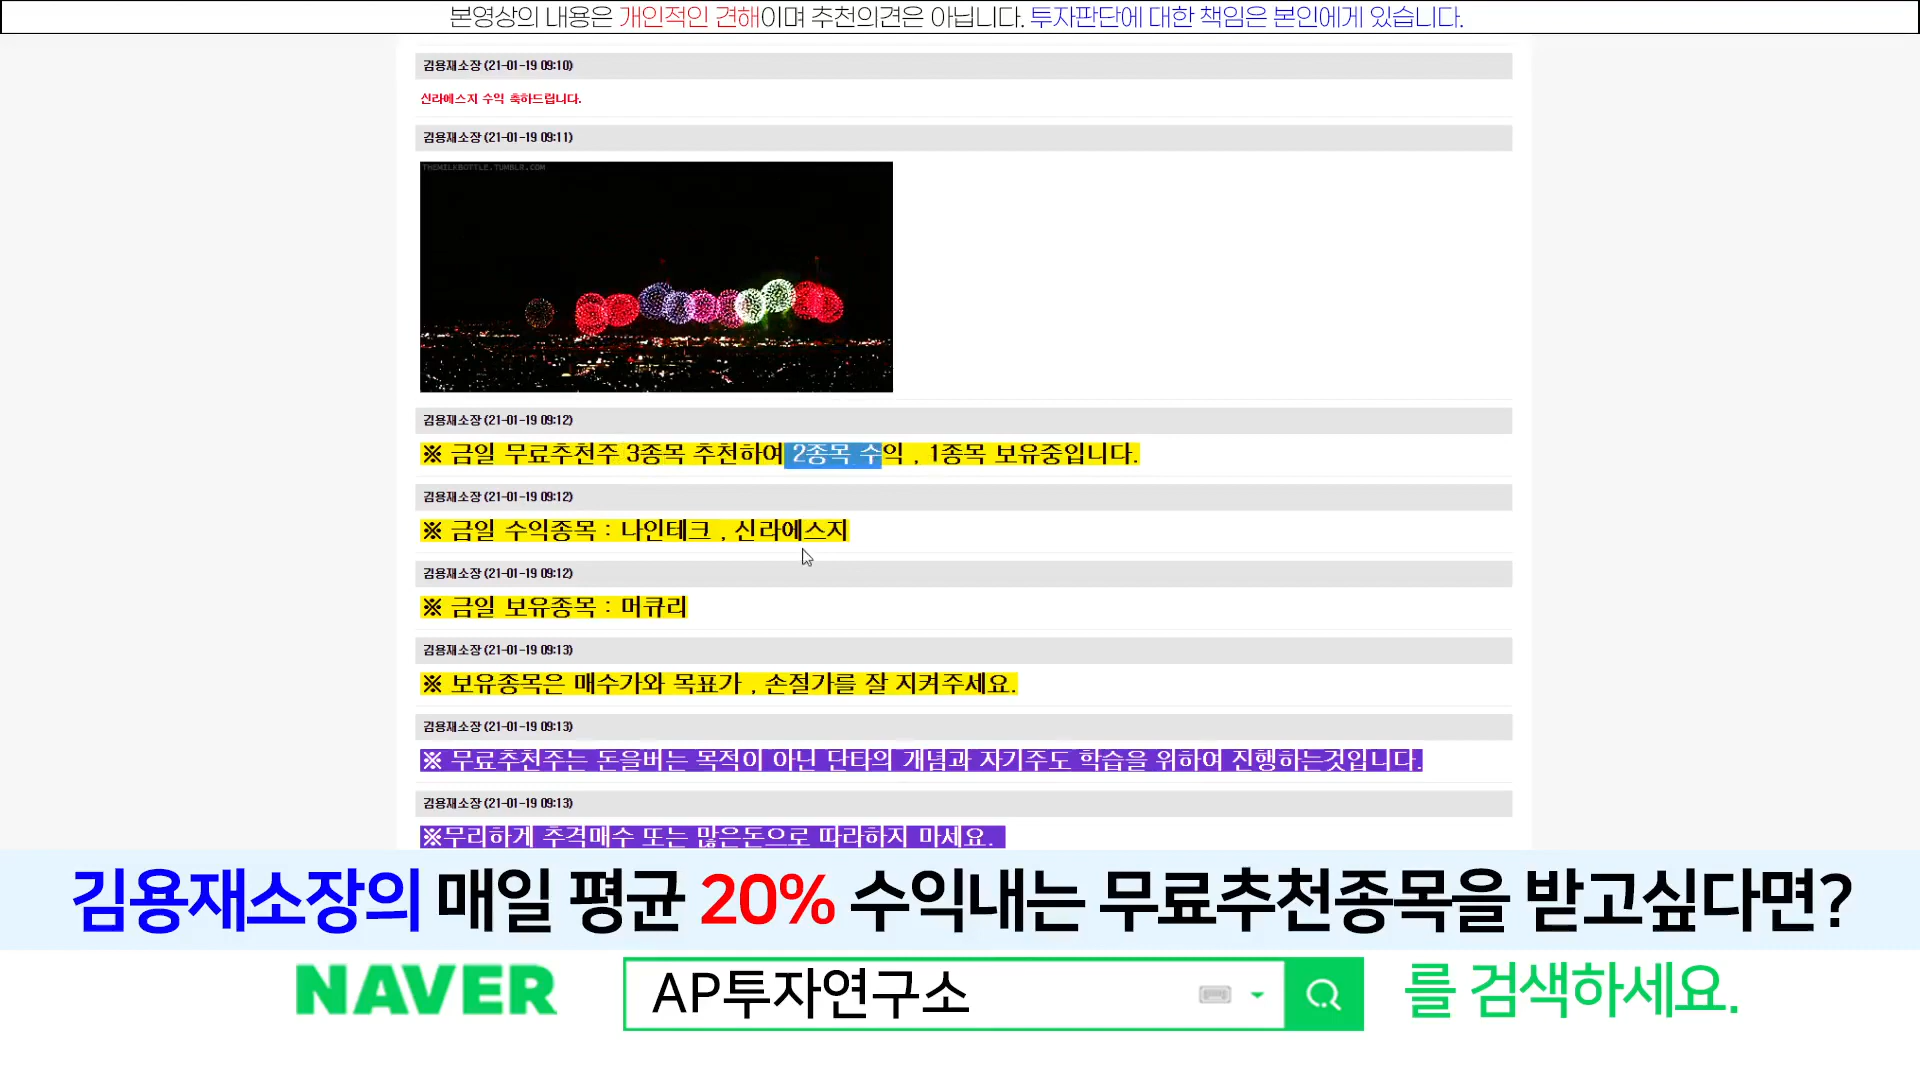 본영상의 내용은 개인적인 견해이며 추천의견은 아닙니다. 투자판단에 대한 책임은 본인에게 있습니다.
김용재소장 (21-01-19 09:10)
신라에스지 수익 축하드립니다.
김용재소장 (21-01-19 09:11)
THEMILKBOTTLE.TUMBLR.COM
김용재소장 (21-01-19 09:12)
※ 금일 무료추천주 3종목 추천하여 2종목 수익 , 1종목 보유중입니다.
김용재소장 (21-01-19 09:12)
※ 금일 수익종목 : 나인테크 , 신라에스지
김용재소장 (21-01-19 09:12)
※ 금일 보유종목 : 머큐리
김용재소장 (21-01-19 09:13)
※ 보유종목은 매수가와 목표가 , 손절가를 잘 지켜주세요.
김용재소장 (21-01-19 09:13)
※ 무료추천주는 돈을버는 목적이 아닌 단타의 개념과 자기주도 학습을 위하여 진행하는것입니다.
김용재소장 (21-01-19 09:13)
※무리하게 추격매수 또는 많은돈으로 따라하지 마세요.
김용재소장의 매일 평균 20% 수익내는 무료추천종목을 받고싶다면?
NAVER AP투자연구소 를 검색하세요.